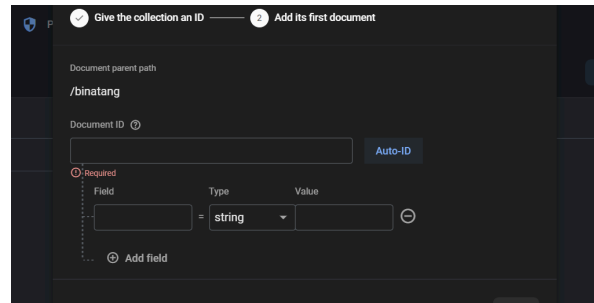 P
Give the collection an ID 2 Add its first document
Document parent path
/binatang
Document ID
Auto-ID
Required
Field Type Value
= string
Add field